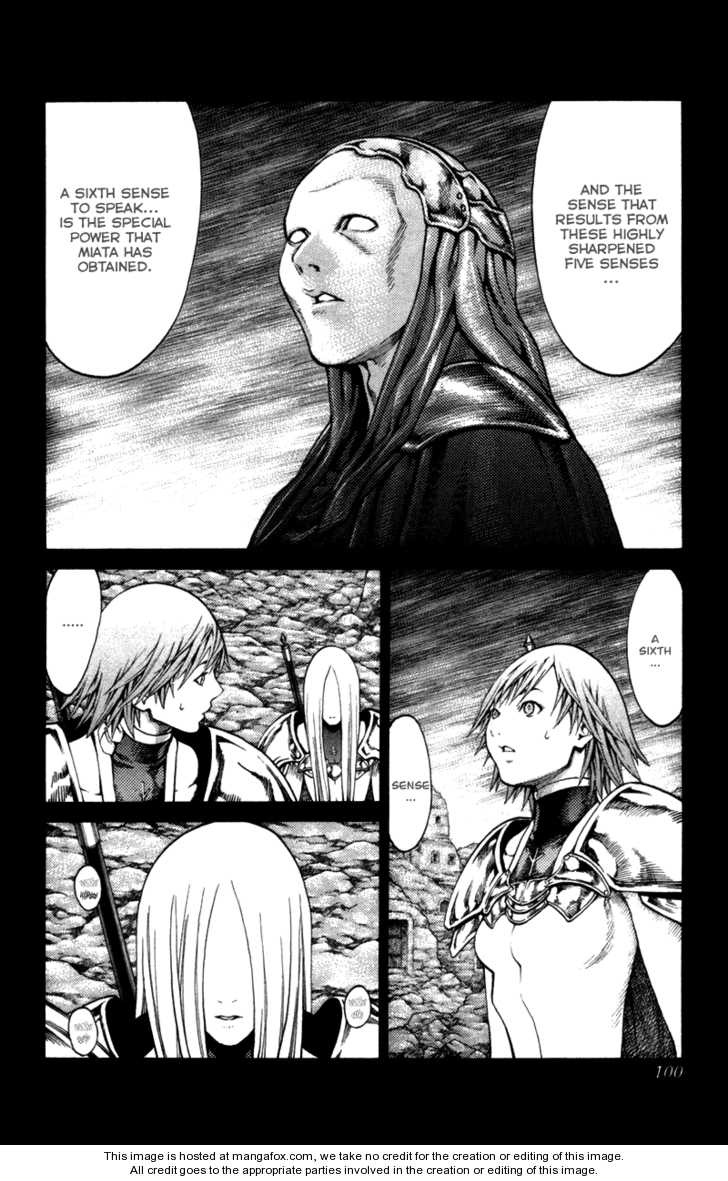 AND THE
SENSE THAT
RESULTS FROM
THESE HIGHLY
SHARPENED
FIVE SENSES
...
A SIXTH SENSE
TO SPEAK...
IS THE SPECIAL
POWER THAT
MIATA HAS
OBTAINED.
A
SIXTH
...
SENSE
...
.....
100
This image is hosted at mangafox.com, we take no credit for the creation or editing of this image.
All credit goes to the appropriate parties involved in the creation or editing of this image.